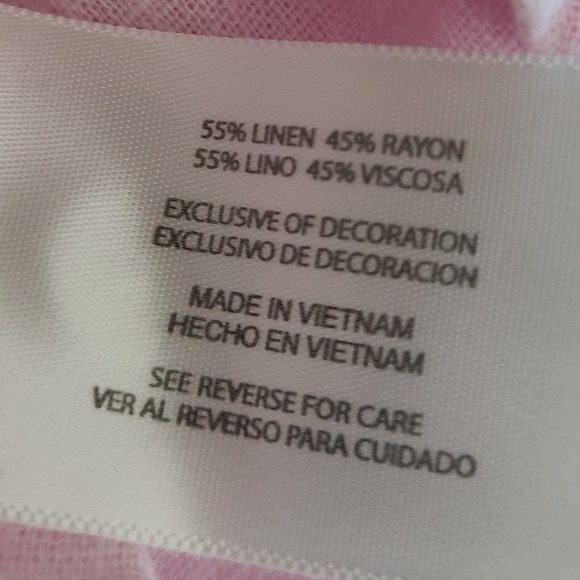 55% LINEN 45% RAYON
55% LINO 45% VISCOSA
EXCLUSIVE OF DECORATION
EXCLUSIVO DE DECORACION
MADE IN VIETNAM
HECHO EN VIETNAM
SEE REVERSE FOR CARE
VER AL REVERSO PARA CUIDADO